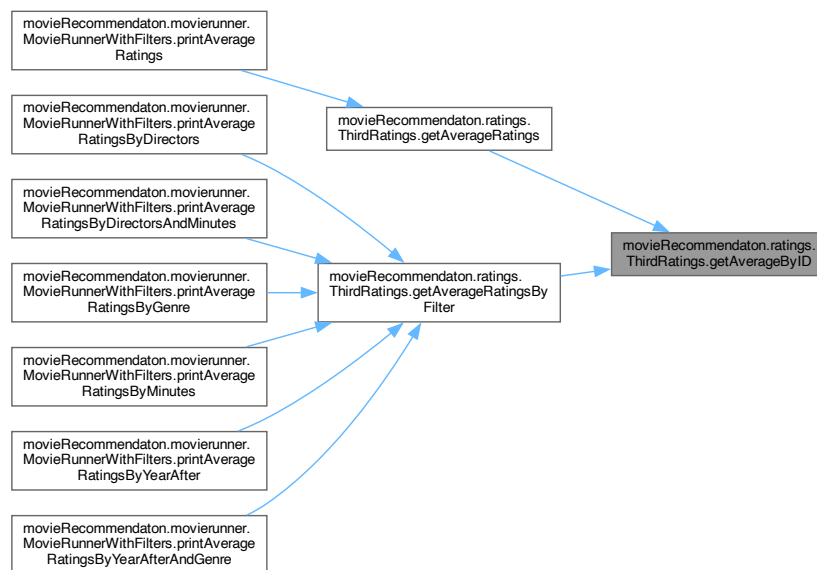 movieRecommendaton.movierunner.
MovieRunnerWithFilters.printAverage
Ratings
movieRecommendaton.movierunner.
MovieRunnerWithFilters.printAverage
RatingsByDirectors
movieRecommendaton.movierunner.
MovieRunnerWithFilters.printAverage
RatingsByDirectorsAndMinutes
movieRecommendaton.movierunner.
MovieRunnerWithFilters.printAverage
RatingsByGenre
movieRecommendaton.movierunner.
MovieRunnerWithFilters.printAverage
RatingsByMinutes
movieRecommendaton.movierunner.
MovieRunnerWithFilters.printAverage
RatingsByYearAfter
movieRecommendaton.movierunner.
MovieRunnerWithFilters.printAverage
RatingsByYearAfterAndGenre
movieRecommendaton.ratings.
ThirdRatings.getAverageRatings
movieRecommendaton.ratings.
ThirdRatings.getAverageRatingsBy
Filter
movieRecommendaton.ratings.
ThirdRatings.getAverageByID